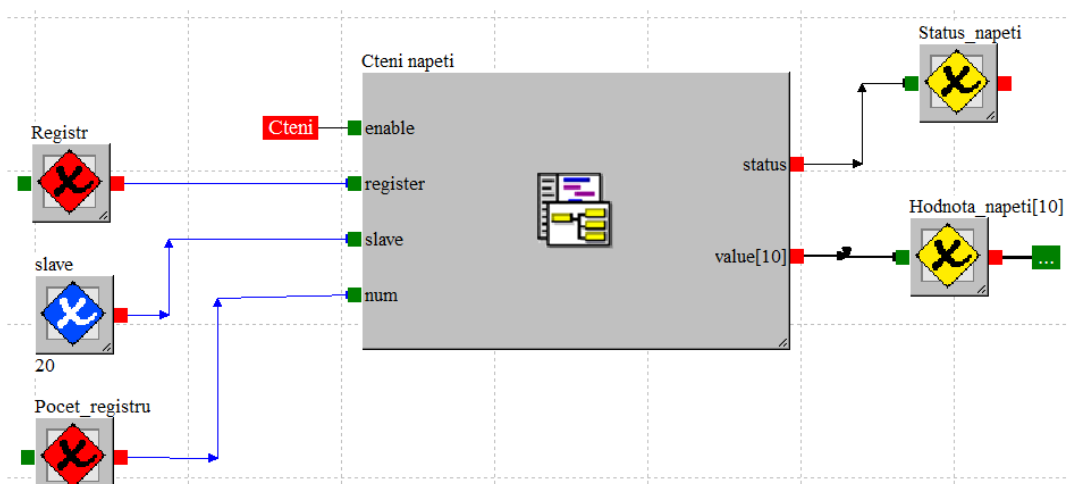 Status_napeti
Cteni napeti
Cteni
enable
Registr
status
register
Hodnota_napeti[10]
slave
value[10]
...
slave
num
20
Pocet_registru